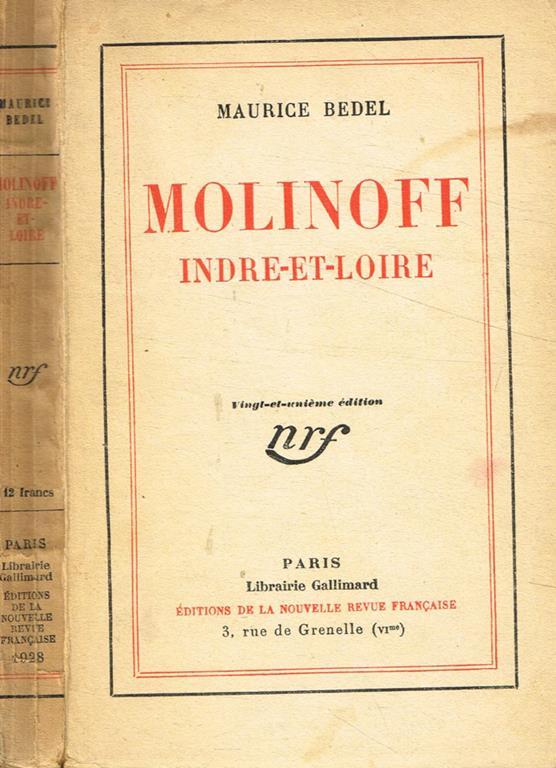 MAURICE
BEDEL
MOLINOFF
INDRE-
ET-
LOIRE
nrf
12 francs
PARIS
Librairie
Gallimard
ÉDITIONS
DE LA
NOUVELLE
REVUE
FRANÇAISE
1928
MAURICE BEDEL
MOLINOFF
INDRE-ET-LOIRE
Vingt-et-unième édition
nrf
PARIS
Librairie Gallimard
ÉDITIONS DE LA NOUVELLE REVUE FRANÇAISE
3, rue de Grenelle (VIme)